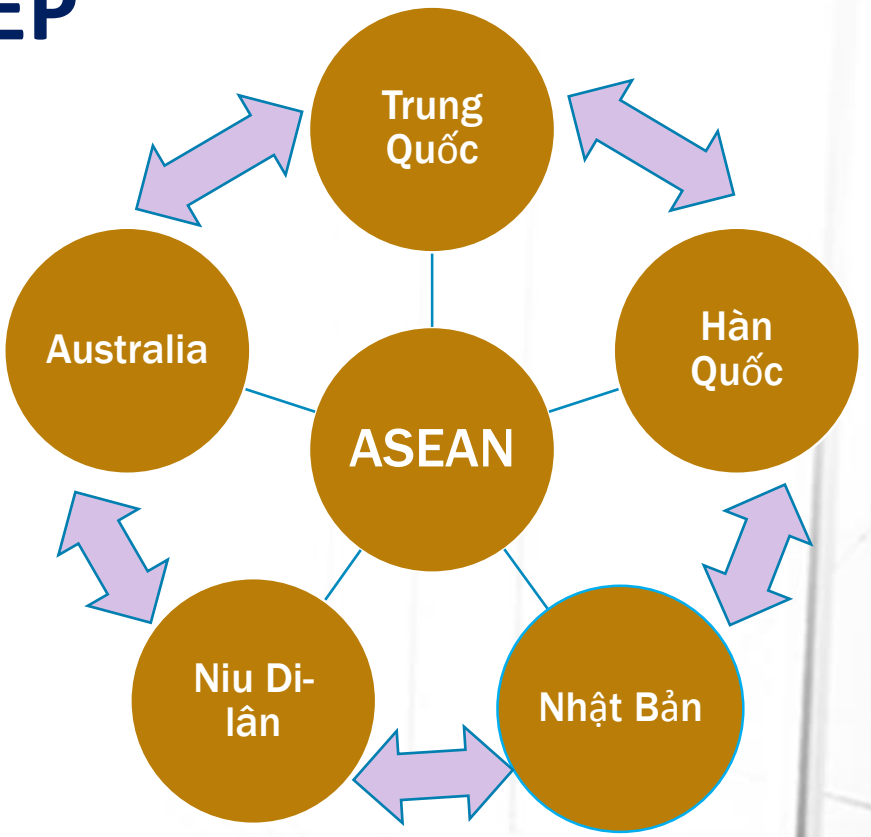 EP
Trung
Quốc
Australia
Hàn
Quốc
ASEAN
Niu Di-
lân
Nhật Bản